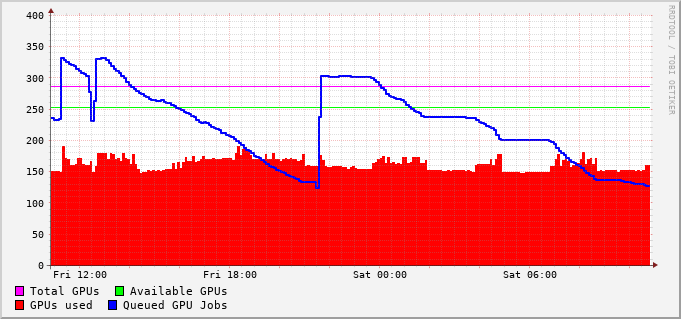 400
350
300
250
200
150
100
50
0
Fri 12:00 Fri 18:00 Sat 00:00 Sat 06:00
Total GPUs Available GPUs
GPUs used Queued GPU Jobs
RRDTOOL / TOBI OETIKER